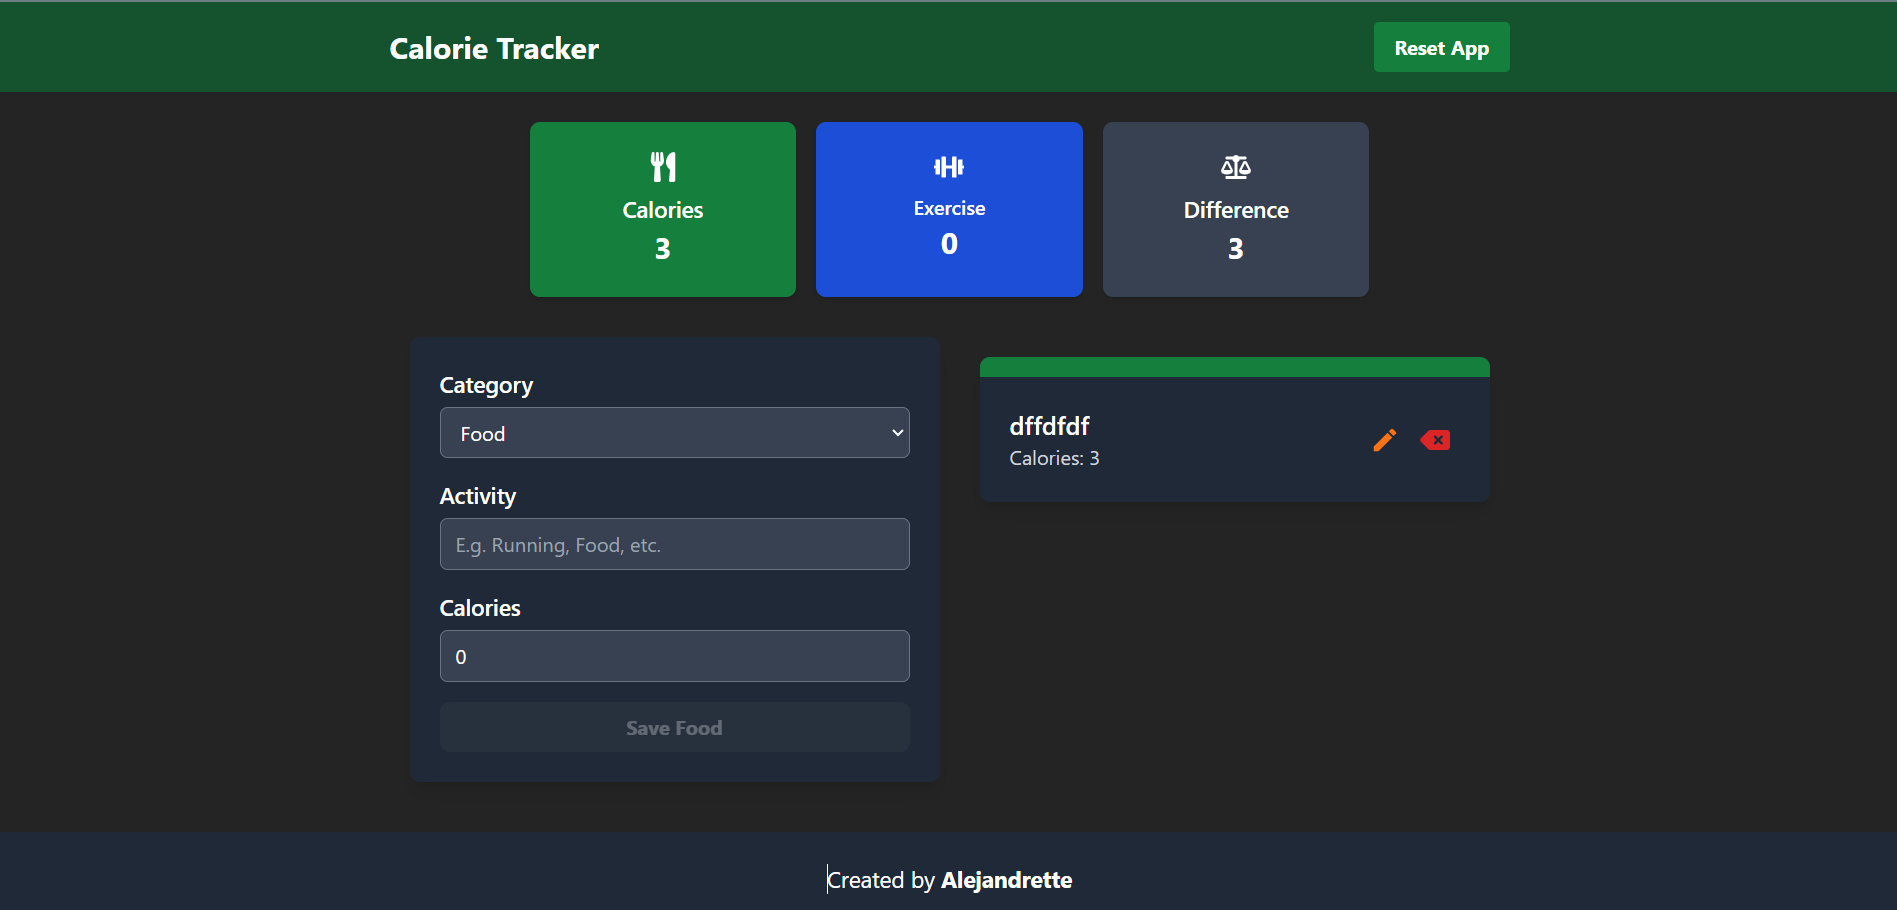 Calorie Tracker
Reset App
Calories
3
Exercise
0
Difference
3
Category
Food
Activity
E.g. Running, Food, etc.
Calories
0
Save Food
dffdfdf
Calories: 3
Created by Alejandrette